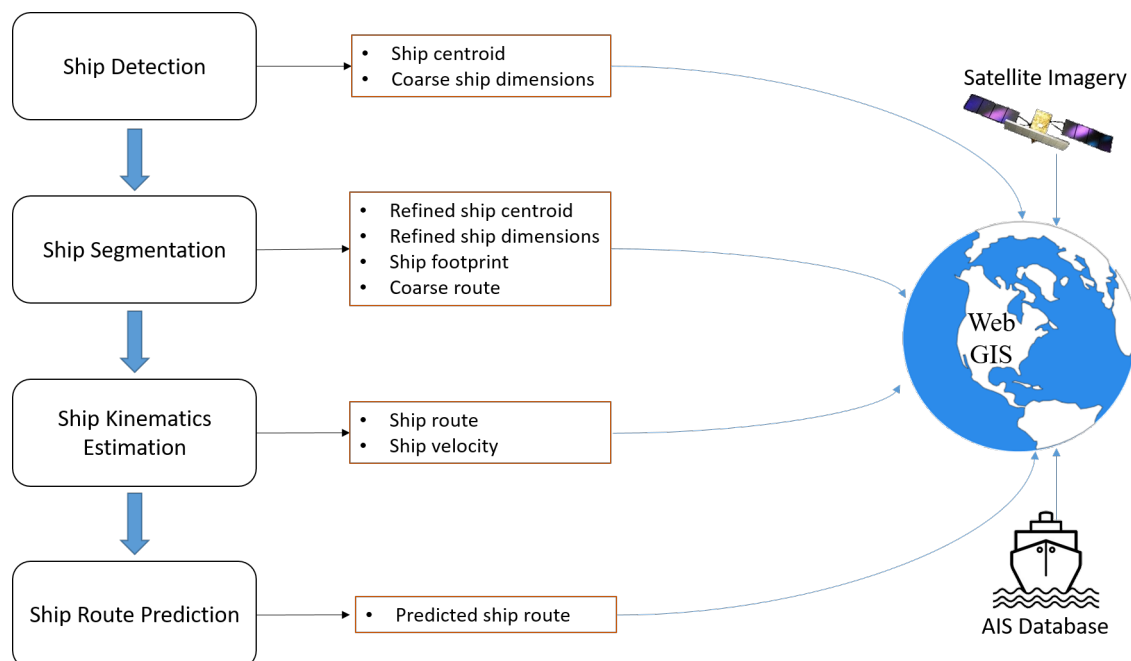 Ship Detection
• Ship centroid
• Coarse ship dimensions
Satellite Imagery
Ship Segmentation
• Refined ship centroid
• Refined ship dimensions
• Ship footprint
• Coarse route
Web
GIS
Ship Kinematics
Estimation
• Ship route
• Ship velocity
Ship Route Prediction
• Predicted ship route
AIS Database